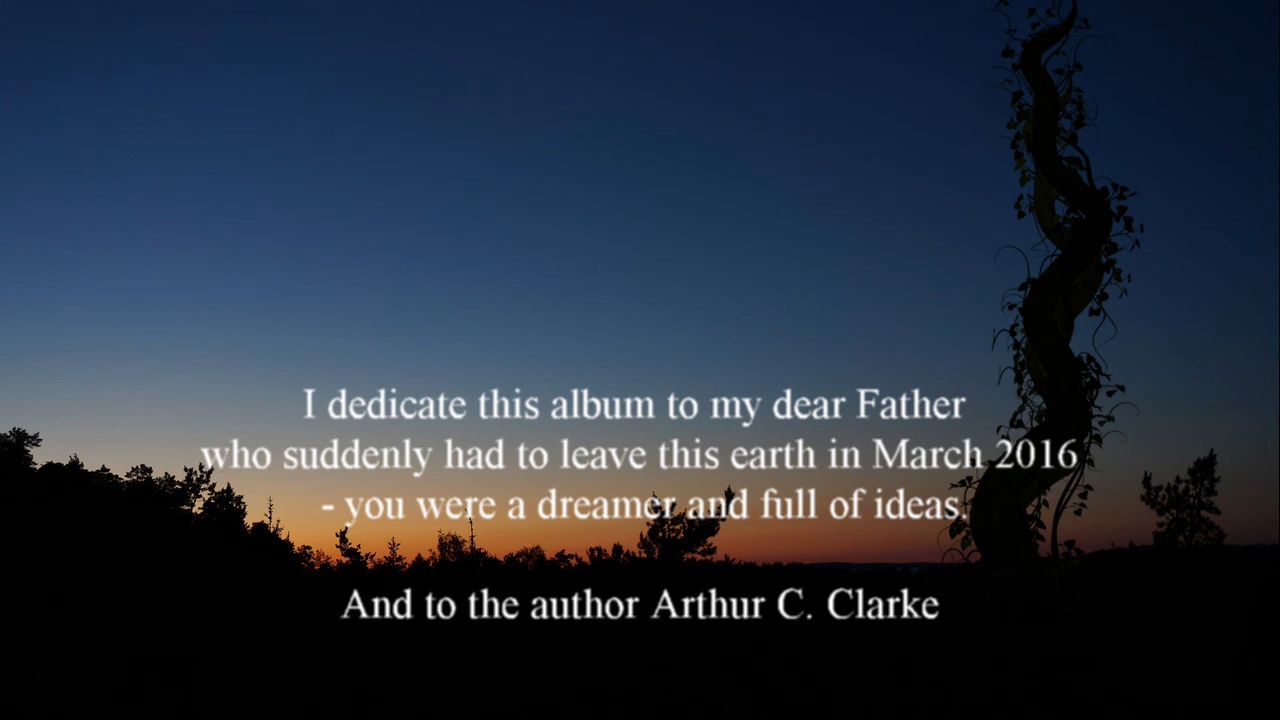 I dedicate this album to my dear Father
who suddenly had to leave this earth in March 2016
- you were a dreamer and full of ideas.
And to the author Arthur C. Clarke